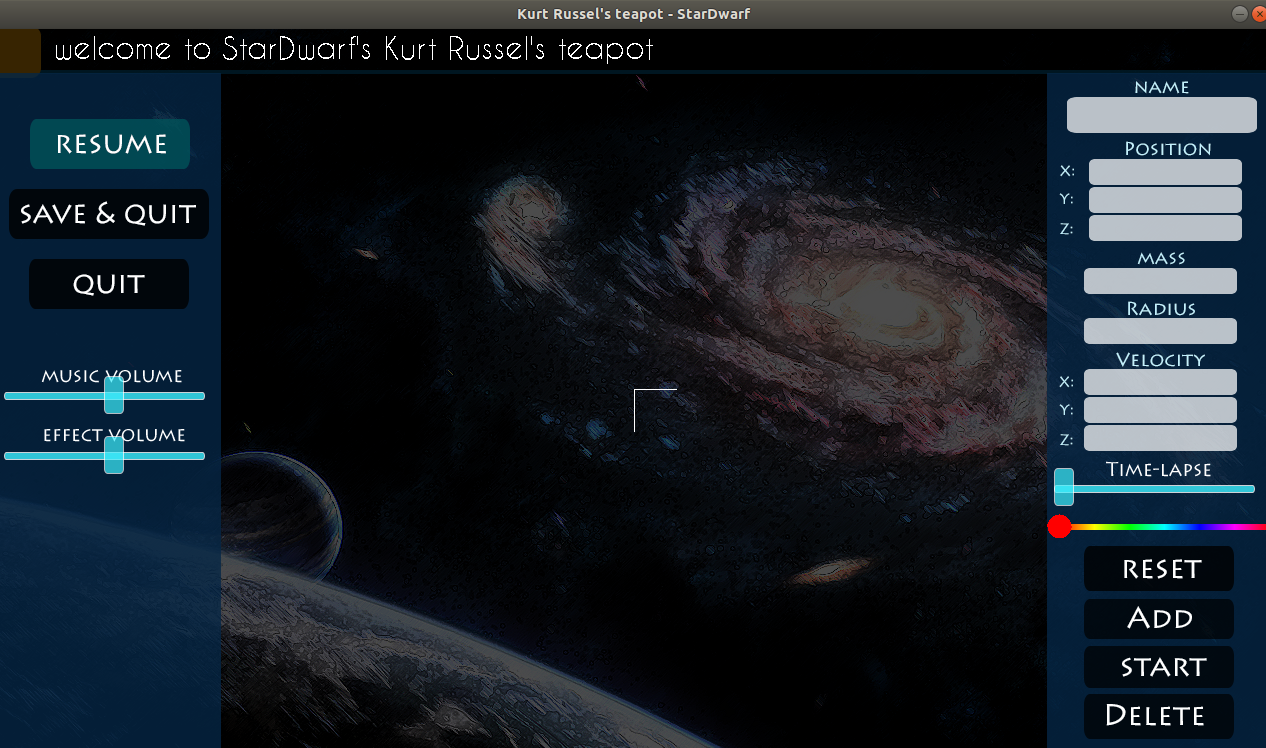 Kurt Russel's teapot - StarDwarf
welcome to StarDwarf's Kurt Russel's teapot
RESUME
SAVE & QUIT
QUIT
MUSIC VOLUME
EFFECT VOLUME
NAME
POSITION
X:
Y:
Z:
MASS
RADIUS
VELOCITY
X:
Y:
Z:
TIME-LAPSE
RESET
ADD
START
DELETE